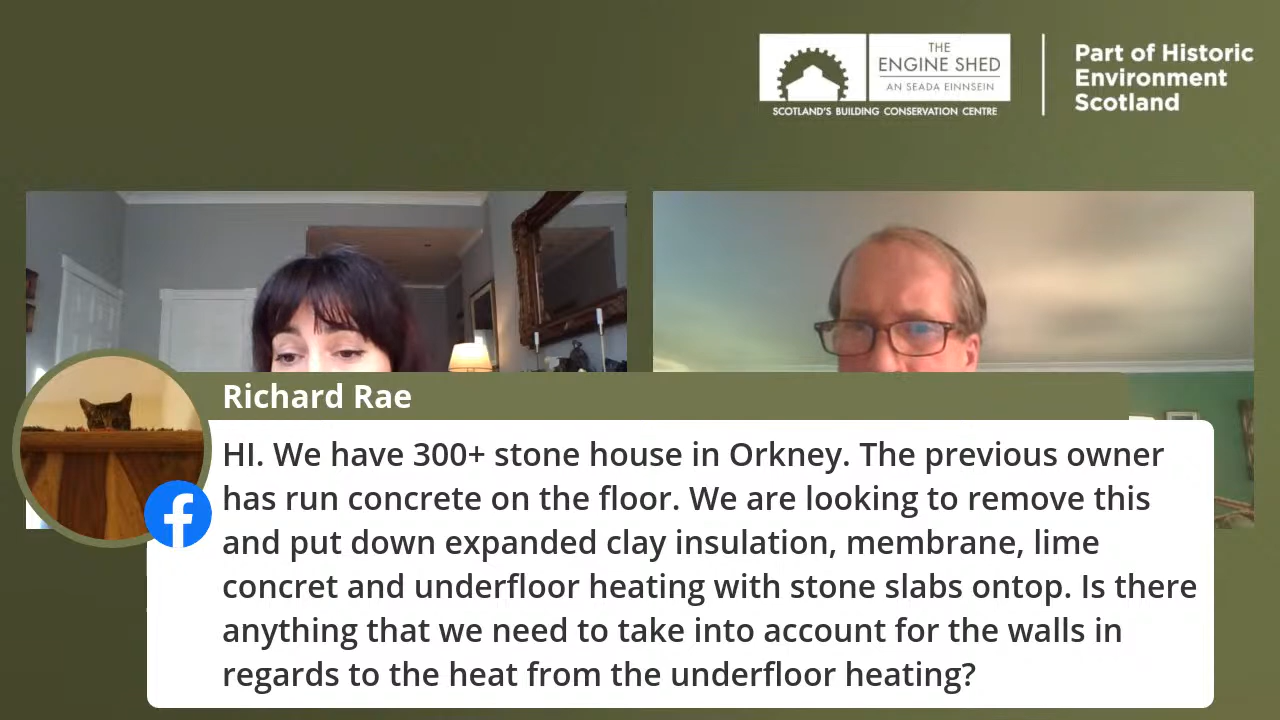 THE
ENGINE SHED
AN SEADA EINNSEIN
SCOTLAND'S BUILDING CONSERVATION CENTRE
Part of Historic
Environment
Scotland
Richard Rae
HI. We have 300+ stone house in Orkney. The previous owner
has run concrete on the floor. We are looking to remove this
and put down expanded clay insulation, membrane, lime
concret and underfloor heating with stone slabs ontop. Is there
anything that we need to take into account for the walls in
regards to the heat from the underfloor heating?